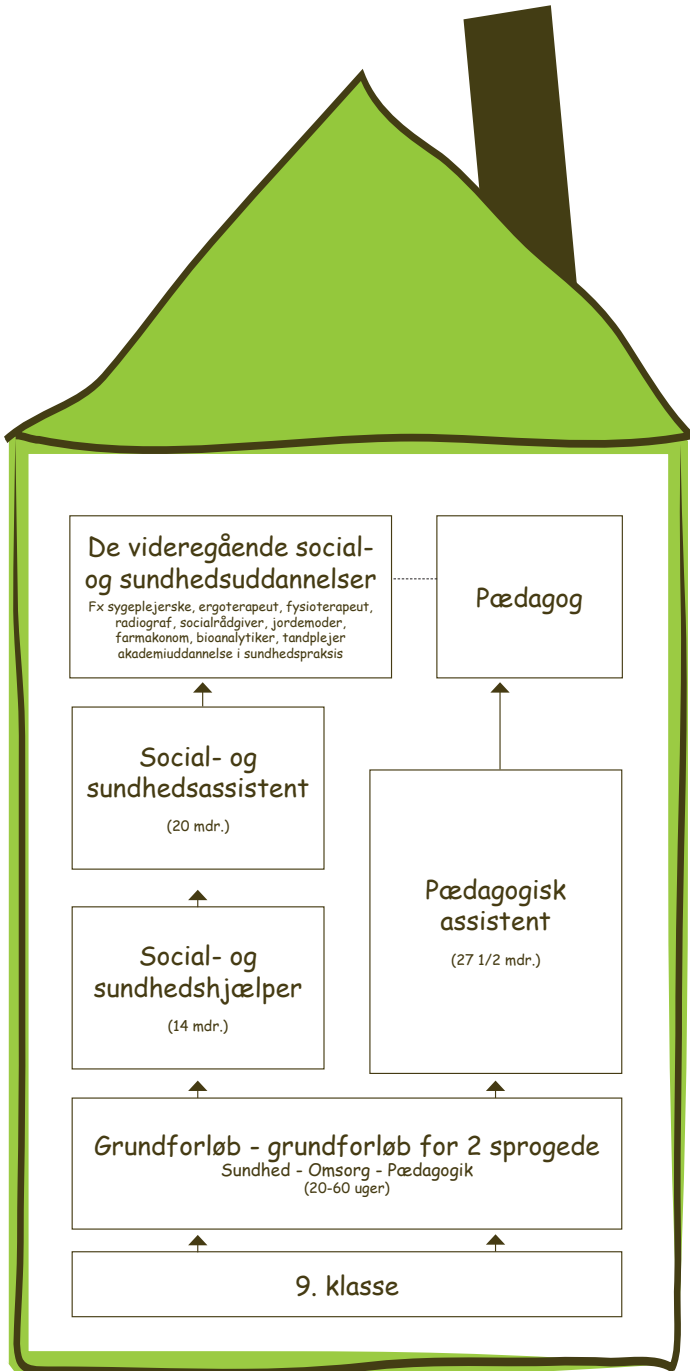 De videregående social-
og sundhedsuddannelser
Fx sygeplejerske, ergoterapeut, fysioterapeut,
radiograf, socialrådgiver, jordemoder,
farmakonom, bioanalytiker, tandplejer
akademiuddannelse i sundhedspraksis
Pædagog
Social- og
sundhedsassistent
(20 mdr.)
Pædagogisk
assistent
(27 1/2 mdr.)
Social- og
sundhedshjælper
(14 mdr.)
Grundforløb - grundforløb for 2 sprogede
Sundhed - Omsorg - Pædagogik
(20-60 uger)
9. klasse